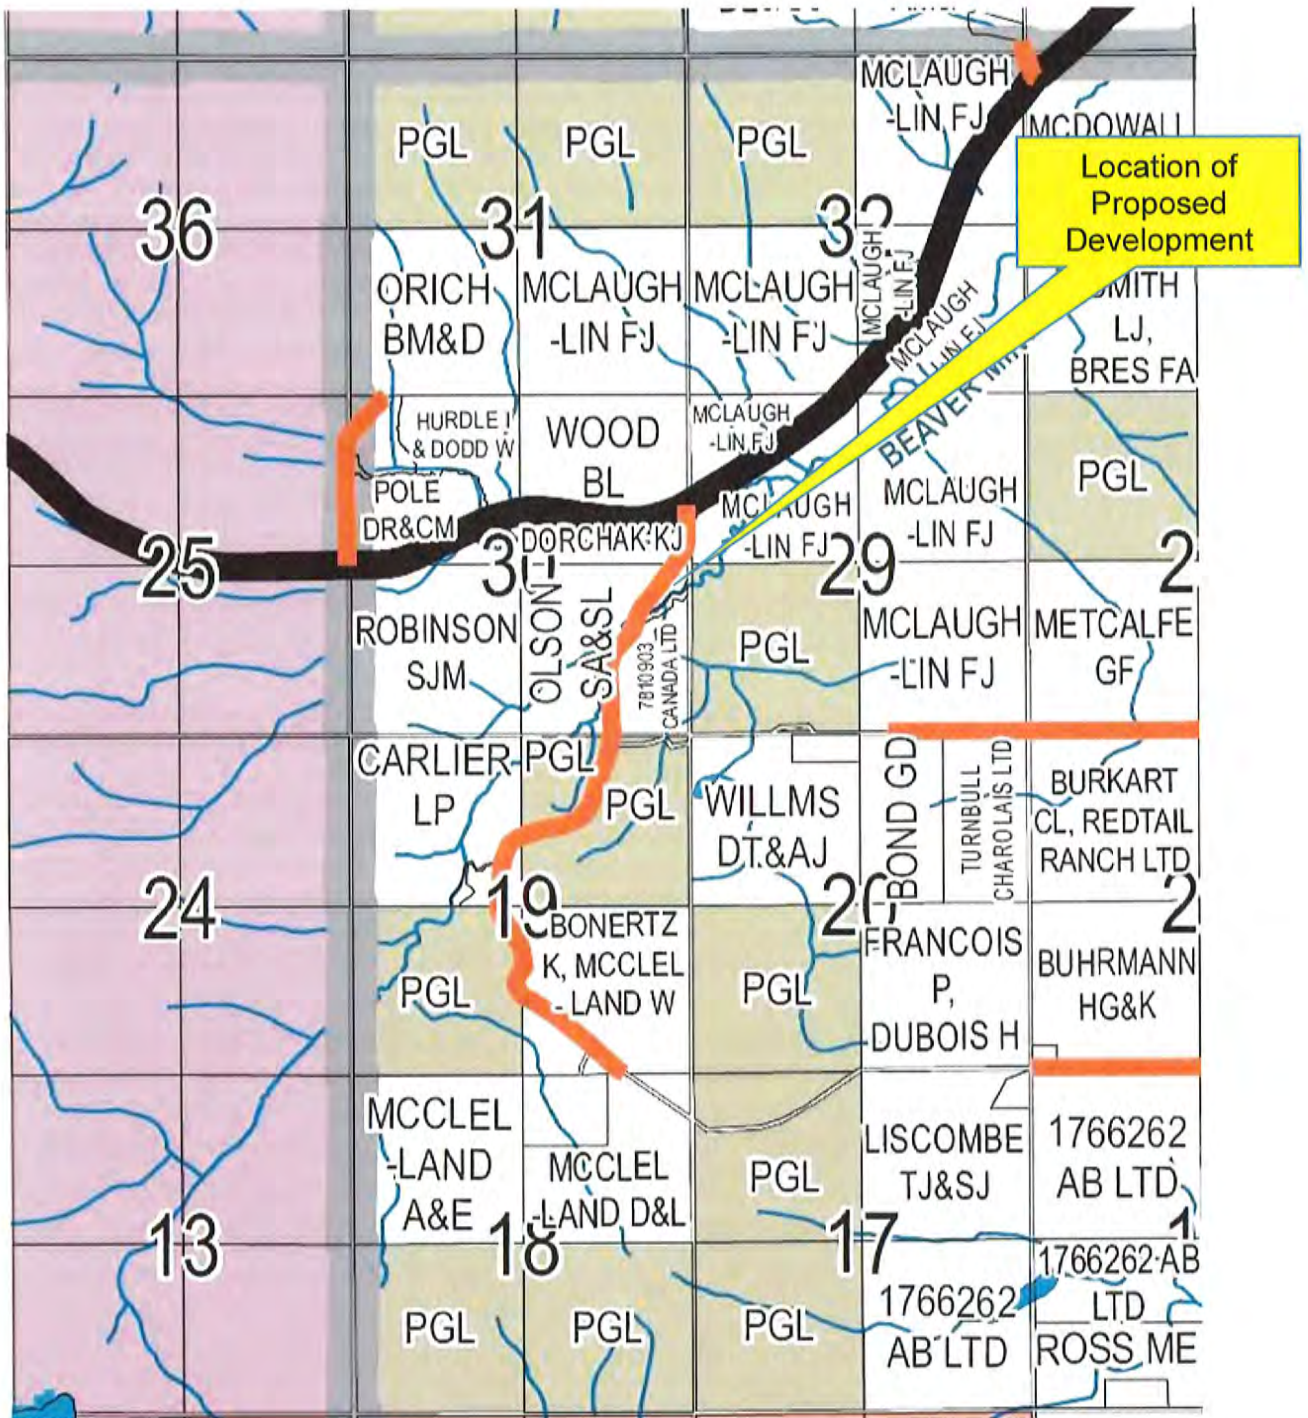 MCLAUGH
-LIN FJ
MCDOWALL
Location of
Proposed
Development
PGL
PGL
PGL
36
31
32
ORICH
BM&D
MCLAUGH
-LIN FJ
MCLAUGH
-LIN FJ
MCLAUGH
-LIN FJ
MCLAUGH
-LIN FJ
SMITH
LJ,
BRES FA
BEAVER MIN
HURDLE I
& DODD W
WOOD
BL
MCLAUGH
-LIN FJ
PGL
POLE
DR&CM
MCLAUGH
-LIN FJ
MCLAUGH
-LIN FJ
DORCHAK KJ
25
30
29
2
ROBINSON
SJM
OLSON
SA&SL
7810903
CANADA LTD
PGL
MCLAUGH
-LIN FJ
METCALFE
GF
CARLIER
LP
PGL
PGL
WILLMS
DT.&AJ
BOND GD
TURNBULL
CHAROLAIS LTD
BURKART
CL, REDTAIL
RANCH LTD
24
19
20
2
PGL
BONERTZ
K, MCCLEL
-LAND W
PGL
FRANCOIS
P,
DUBOIS H
BUHRMANN
HG&K
MCCLEL
-LAND
A&E
MCCLEL
-LAND D&L
PGL
LISCOMBE
TJ&SJ
1766262
AB LTD
13
18
17
1
PGL
PGL
PGL
1766262
AB LTD
1766262 AB
LTD
ROSS ME